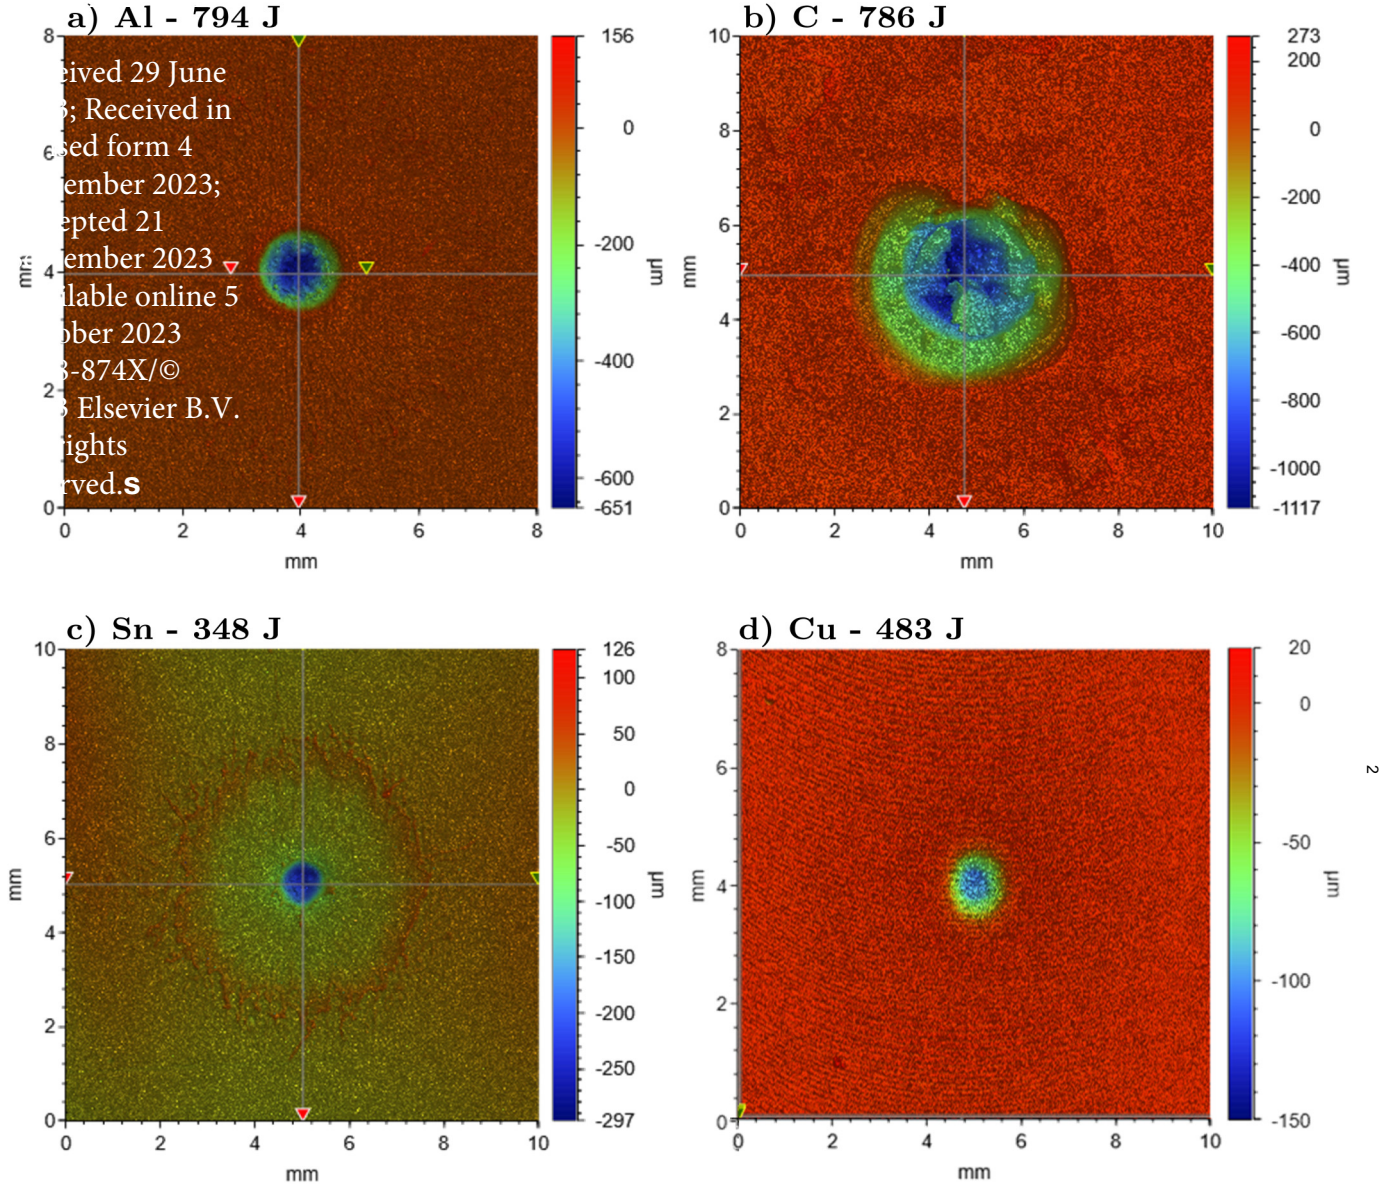 a) Al - 794 J
8
6
4
2
0
0 2 4 6 8
mm
mm
156
0
-200
-400
-600
-651
µm
eived 29 June
3; Received in
sed form 4
ember 2023;
epted 21
ember 2023
ilable online 5
ober 2023
3-874X/©
3 Elsevier B.V.
rights
rved.s
b) C - 786 J
10
8
6
4
2
0
0 2 4 6 8 10
mm
mm
273
200
0
-200
-400
-600
-800
-1000
-1117
µm
c) Sn - 348 J
10
8
6
4
2
0
0 2 4 6 8 10
mm
mm
126
100
50
0
-50
-100
-150
-200
-250
-297
µm
d) Cu - 483 J
8
6
4
2
0
0 2 4 6 8 10
mm
mm
20
0
-50
-100
-150
µm
2